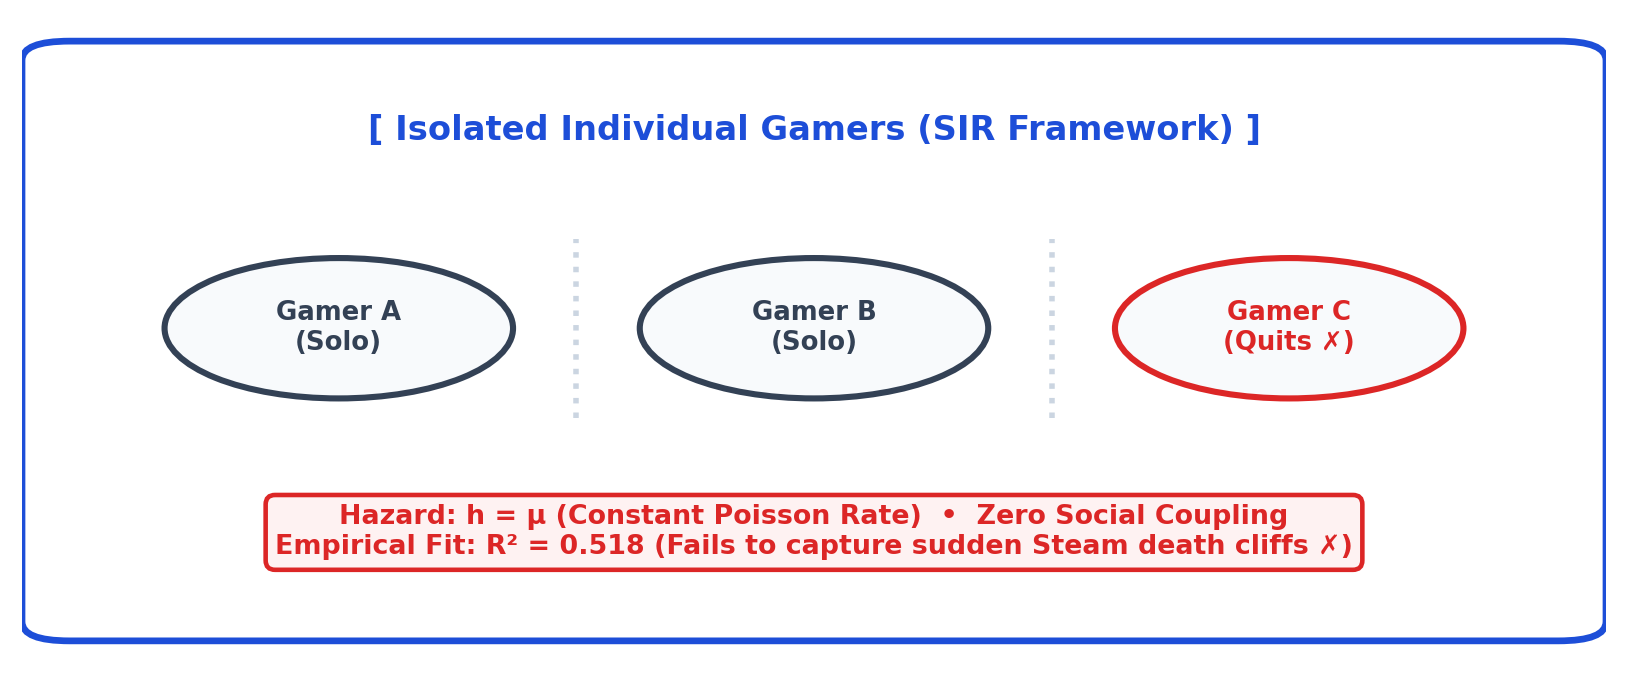 [ Isolated Individual Gamers (SIR Framework) ]
Gamer A
(Solo)
Gamer B
(Solo)
Gamer C
(Quits ✗)
Hazard: h = μ (Constant Poisson Rate)  •  Zero Social Coupling
Empirical Fit: R² = 0.518 (Fails to capture sudden Steam death cliffs ✗)